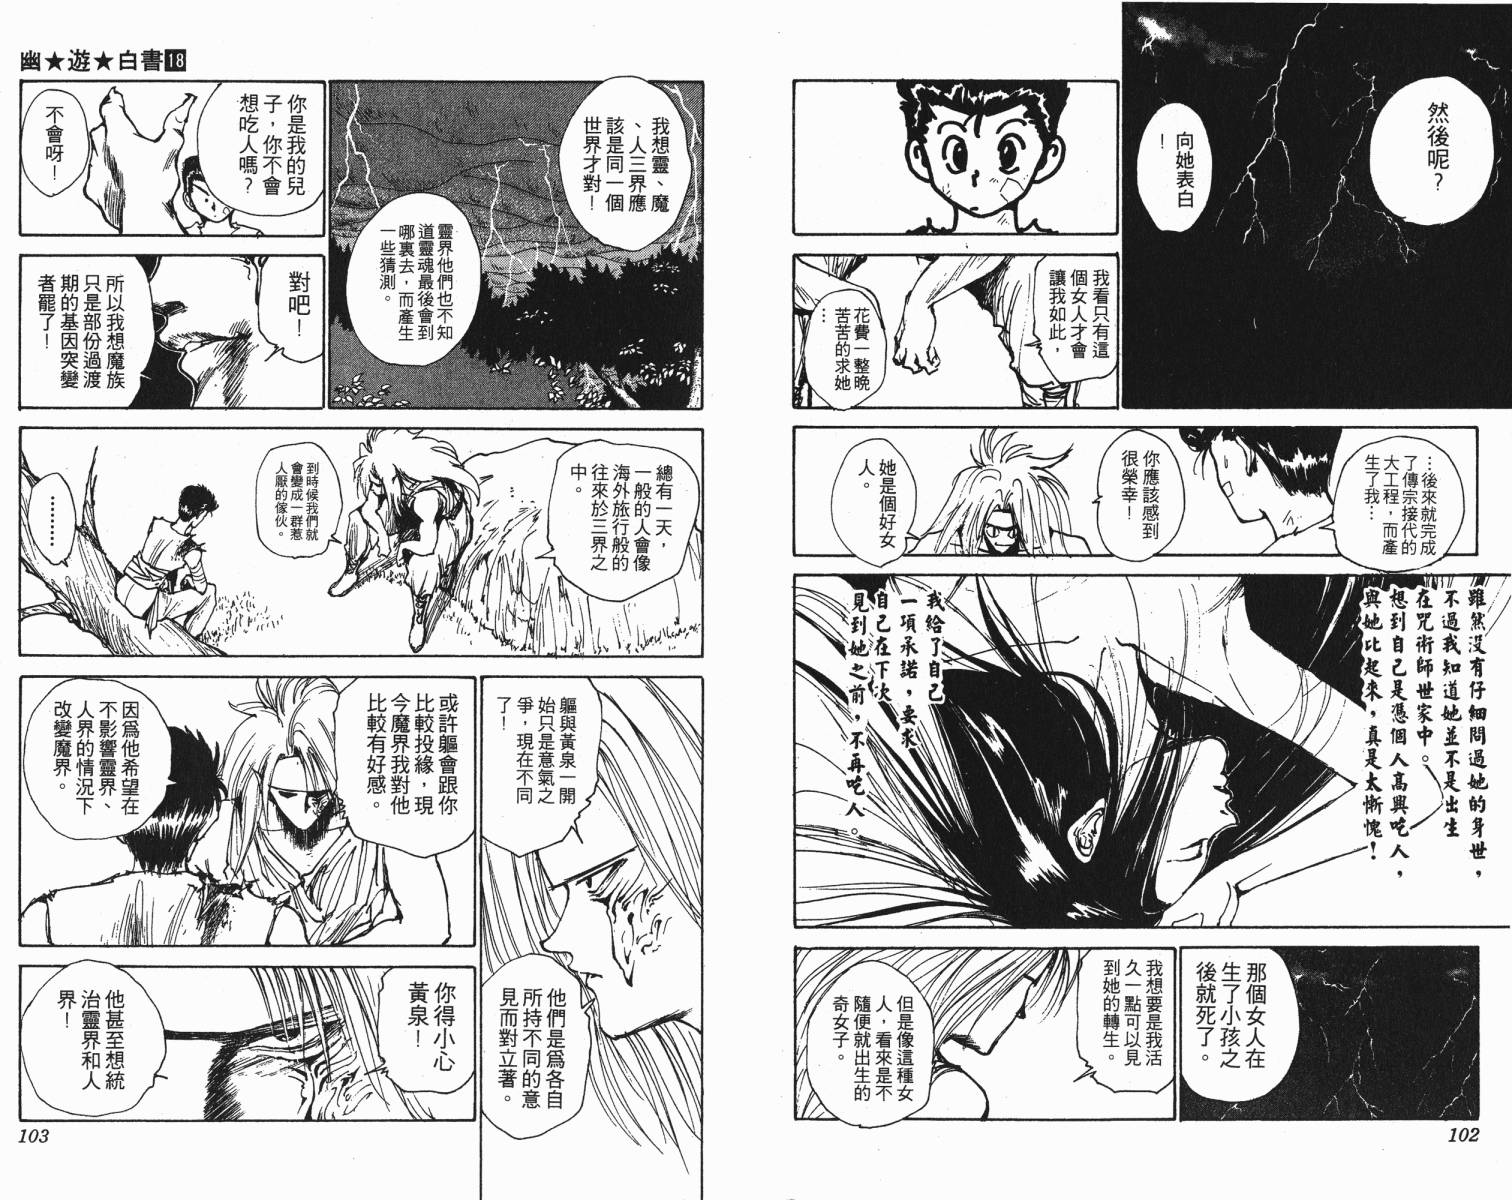 然後呢？
向她表白
！
我看只有這
個女人才會
讓我如此，
花費一整晚
苦苦的求她
…
…後來就完成
了傳宗接代的
大工程，而產
生了我…
你應該感到
很榮幸！
她是個好女
人。
雖然沒有仔細問過她的身世，
不過我知道她並不是出生
在咒術師世家中。
想到自己是憑個人高興吃人，
與她比起來，真是太慚愧！
我給了自己
一項承諾，要求
自己在下次
見到她之前，不再吃人。
那個女人在
生了小孩之
後就死了。
我想要是我活
久一點可以見
到她的轉生。
但是像這種女
人，看來是不
隨便就出生的
奇女子。
102
幽★遊★白書18
我想靈、魔
、人三界應
該是同一個
世界才對！
靈界他們也不知
道靈魂最後會到
哪裏去，而產生
一些猜測。
你是我的兒
子，你不會
想吃人嗎？
不會呀！
對吧！
所以我想魔族
只是部份過渡
期的基因突變
者罷了！
總有一天，
一般的人會像
海外旅行般的
往來於三界之
中。
到時候我們就
會變成一群惹
人厭的傢伙。
………
軀與黃泉一開
始只是意氣之
爭，現在不同
了！
他們是為各自
所持不同的意
見而對立著。
或許軀會跟你
比較投緣，現
今魔界我對他
比較有好感。
因為他希望在
不影響靈界、
人界的情況下
改變魔界。
你得小心
黃泉！
他甚至想統
治靈界和人
界！
103